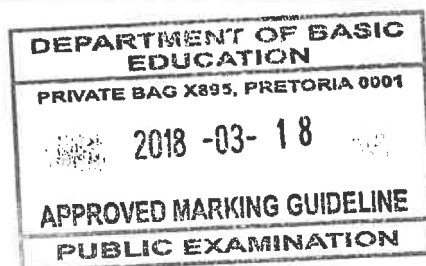 DEPARTMENT OF BASIC
EDUCATION
PRIVATE BAG X895, PRETORIA 0001
2018 -03- 18
APPROVED MARKING GUIDELINE
PUBLIC EXAMINATION